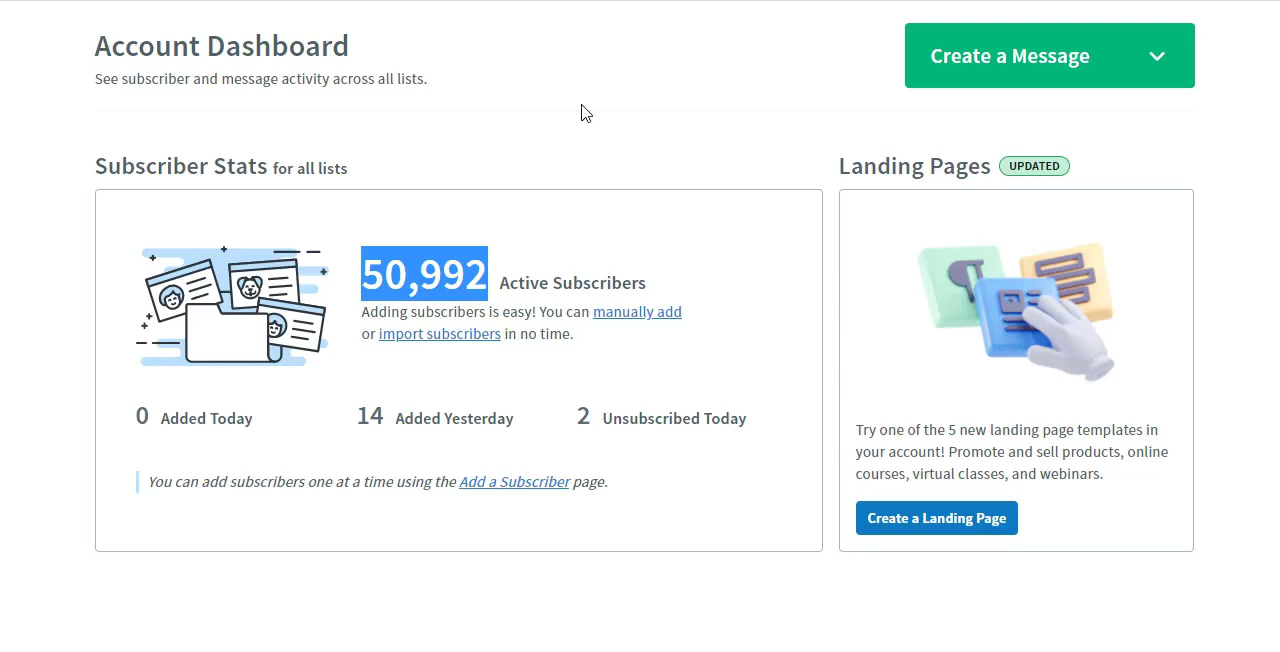 Account Dashboard
See subscriber and message activity across all lists.
Create a Message
Subscriber Stats for all lists
50,992 Active Subscribers
Adding subscribers is easy! You can manually add
or import subscribers in no time.
0 Added Today
14 Added Yesterday
2 Unsubscribed Today
You can add subscribers one at a time using the Add a Subscriber page.
Landing Pages UPDATED
Try one of the 5 new landing page templates in
your account! Promote and sell products, online
courses, virtual classes, and webinars.
Create a Landing Page